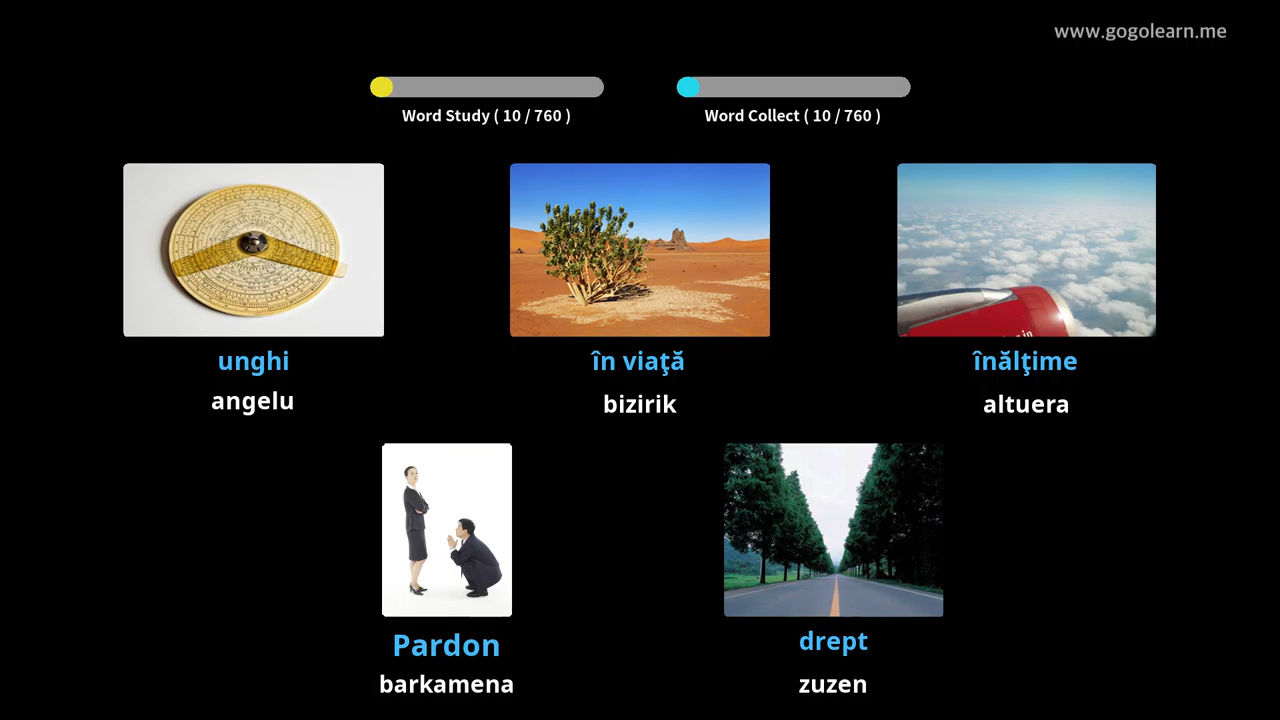 www.gogolearn.me
Word Study ( 10 / 760 )
Word Collect ( 10 / 760 )
unghi
în viaţă
înălţime
angelu
bizirik
altuera
Pardon
drept
barkamena
zuzen